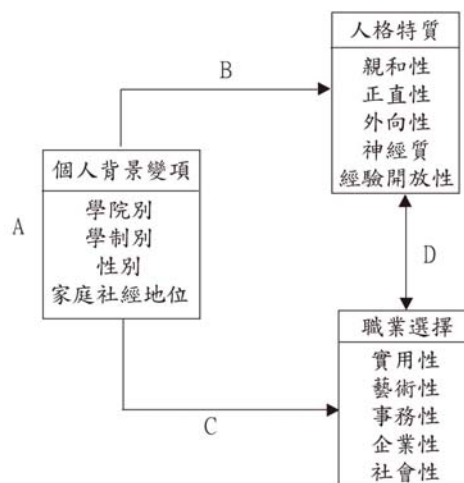 人格特質
親和性
正直性
外向性
神經質
經驗開放性
B
個人背景變項
學院別
學制別
性別
家庭社經地位
A
D
職業選擇
實用性
藝術性
事務性
企業性
社會性
C